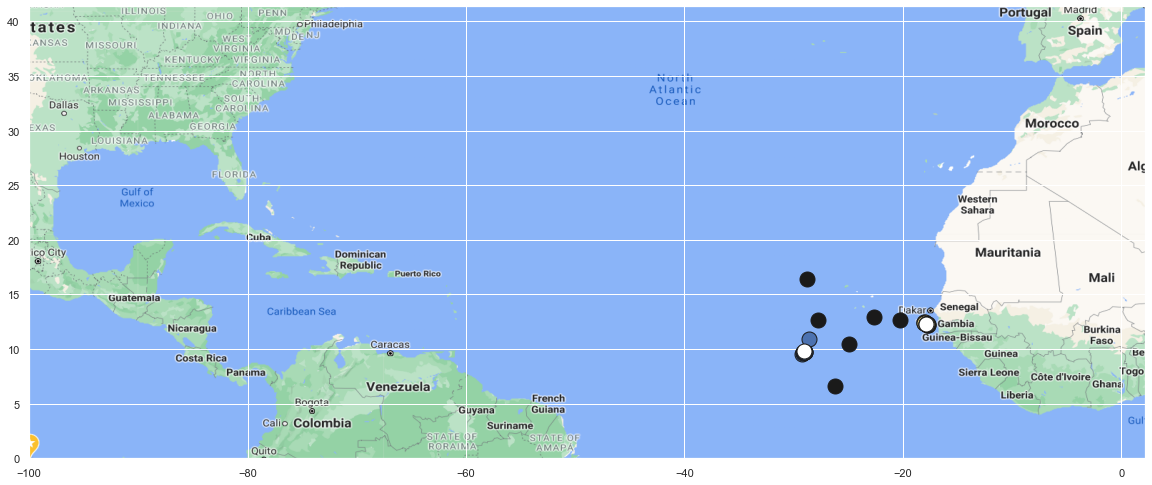 40
35
30
25
20
15
10
5
0
−100
−80
−60
−40
−20
0
tates
ILLINOIS
OHIO
PENN
INDIANA
Philadelphia
MD
DE
NJ
MISSOURI
WEST
VIRGINIA
KENTUCKY
VIRGINIA
OKLAHOMA
TENNESSEE
NORTH
CAROLINA
ARKANSAS
MISSISSIPPI
SOUTH
CAROLINA
Dallas
ALABAMA
GEORGIA
EXAS
LOUISIANA
Houston
FLORIDA
Gulf of
Mexico
North
Atlantic
Ocean
Portugal
Madrid
Spain
Morocco
Alg
Western
Sahara
Mauritania
Mali
Cuba
ico City
Dominican
Republic
Puerto Rico
Guatemala
Caribbean Sea
Nicaragua
Costa Rica
Panama
Caracas
Venezuela
Bogota
Cali
Colombia
Guyana
French
Guiana
Suriname
STATE OF
RORAIMA
STATE OF
AMAPÁ
Quito
Dakar
Senegal
Gambia
Guinea-Bissau
Guinea
Sierra Leone
Liberia
Côte d'Ivoire
Burkina
Faso
Ghana
Be
Togo
Gulf